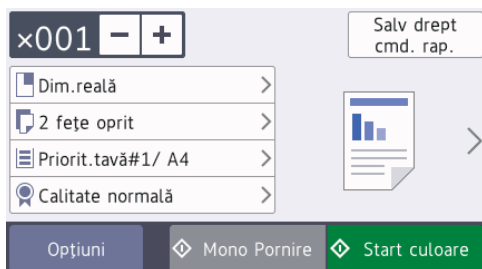 ×001 − +
Salv drept
cmd. rap.
Dim.reală
2 fețe oprit
Priorit.tavă#1/ A4
Calitate normală
Opțiuni
Mono Pornire
Start culoare